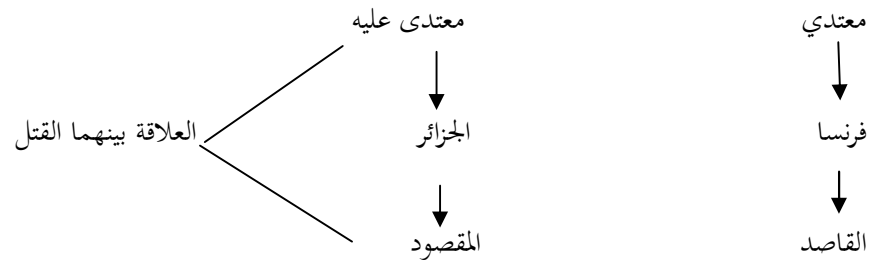 معتدي معتدى عليه
فرنسا الجزائر العلاقة بينهما القتل
القاصد المقصود